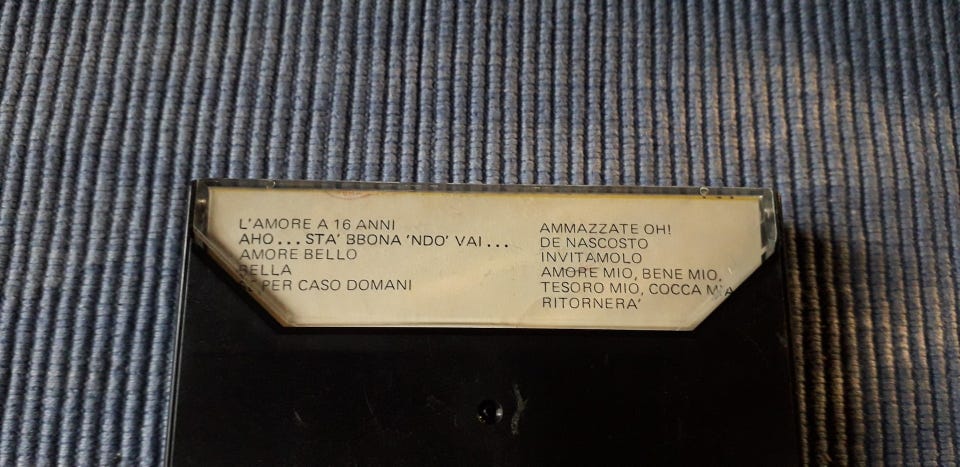 L'AMORE A 16 ANNI
AHO...STA' BBONA 'NDO' VAI...
AMORE BELLO
BELLA
PER CASO DOMANI
AMMAZZATE OH!
DE NASCOSTO
INVITAMOLO
AMORE MIO, BENE MIO,
TESORO MIO, COCCA MIA
RITORNERA'